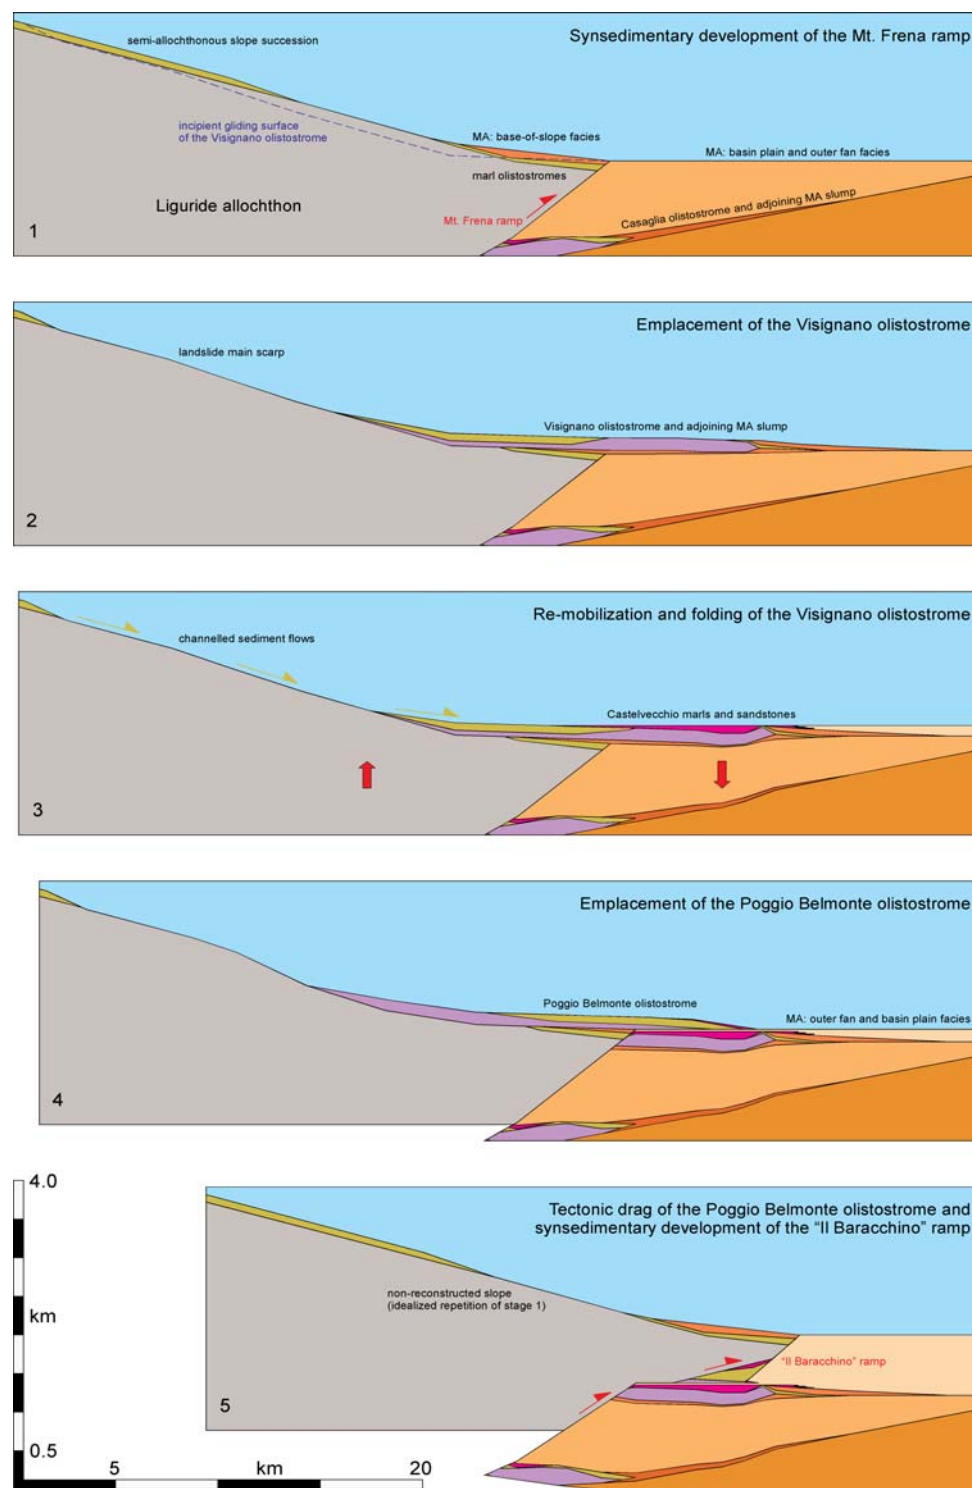 Synsedimentary development of the Mt. Frena ramp
semi-allochthonous slope succession
incipient gliding surface
of the Visignano olistostrome
MA: base-of-slope facies
MA: basin plain and outer fan facies
marl olistostromes
Liguride allochthon
Mt. Frena ramp
Casaglia olistostrome and adjoining MA slump
1
Emplacement of the Visignano olistostrome
landslide main scarp
Visignano olistostrome and adjoining MA slump
2
Re-mobilization and folding of the Visignano olistostrome
channelled sediment flows
Castelvecchio marls and sandstones
3
Emplacement of the Poggio Belmonte olistostrome
Poggio Belmonte olistostrome
MA: outer fan and basin plain facies
4
Tectonic drag of the Poggio Belmonte olistostrome and
synsedimentary development of the “Il Baracchino” ramp
non-reconstructed slope
(idealized repetition of stage 1)
“Il Baracchino” ramp
5
4.0
km
0.5
5
km
20